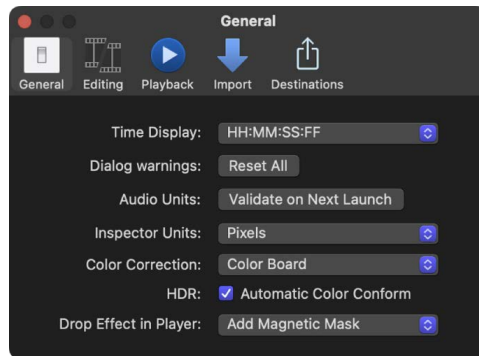 General
General Editing Playback Import Destinations
Time Display: HH:MM:SS:FF
Dialog warnings: Reset All
Audio Units: Validate on Next Launch
Inspector Units: Pixels
Color Correction: Color Board
HDR: Automatic Color Conform
Drop Effect in Player: Add Magnetic Mask